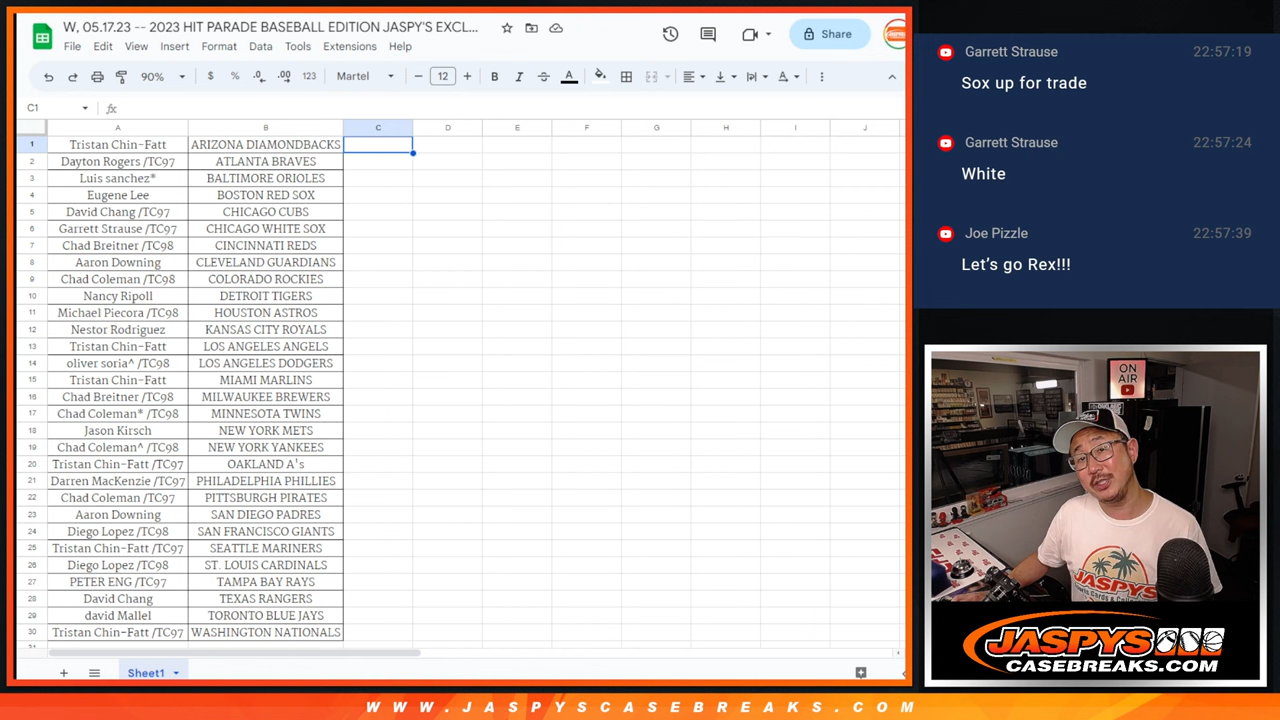 W, 05.17.23 -- 2023 HIT PARADE BASEBALL EDITION JASPY'S EXCL...
File Edit View Insert Format Data Tools Extensions Help
Share
90% $ % .0 .00 123 Martel 12 B I A
C1 fx
A B C D E F G H I J
1 Tristan Chin-Fatt ARIZONA DIAMONDBACKS
2 Dayton Rogers /TC97 ATLANTA BRAVES
3 Luis sanchez* BALTIMORE ORIOLES
4 Eugene Lee BOSTON RED SOX
5 David Chang /TC97 CHICAGO CUBS
6 Garrett Strause /TC97 CHICAGO WHITE SOX
7 Chad Breitner /TC98 CINCINNATI REDS
8 Aaron Downing CLEVELAND GUARDIANS
9 Chad Coleman /TC98 COLORADO ROCKIES
10 Nancy Ripoll DETROIT TIGERS
11 Michael Piecora /TC98 HOUSTON ASTROS
12 Nestor Rodriguez KANSAS CITY ROYALS
13 Tristan Chin-Fatt LOS ANGELES ANGELS
14 oliver soria^ /TC98 LOS ANGELES DODGERS
15 Tristan Chin-Fatt MIAMI MARLINS
16 Chad Breitner /TC98 MILWAUKEE BREWERS
17 Chad Coleman* /TC98 MINNESOTA TWINS
18 Jason Kirsch NEW YORK METS
19 Chad Coleman^ /TC98 NEW YORK YANKEES
20 Tristan Chin-Fatt /TC97 OAKLAND A's
21 Darren MacKenzie /TC97 PHILADELPHIA PHILLIES
22 Chad Coleman /TC97 PITTSBURGH PIRATES
23 Aaron Downing SAN DIEGO PADRES
24 Diego Lopez /TC98 SAN FRANCISCO GIANTS
25 Tristan Chin-Fatt /TC97 SEATTLE MARINERS
26 Diego Lopez /TC98 ST. LOUIS CARDINALS
27 PETER ENG /TC97 TAMPA BAY RAYS
28 David Chang TEXAS RANGERS
29 david Mallel TORONTO BLUE JAYS
30 Tristan Chin-Fatt /TC97 WASHINGTON NATIONALS
Sheet1
Garrett Strause 22:57:19
Sox up for trade
Garrett Strause 22:57:24
White
Joe Pizzle 22:57:39
Let's go Rex!!!
ON AIR
JASPYS
JASPYS
CASEBREAKS.COM
WWW.JASPYSCASEBREAKS.COM